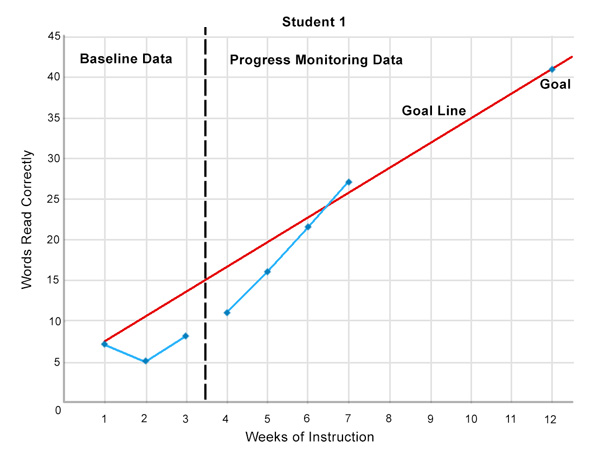 Student 1
Baseline Data
Progress Monitoring Data
Goal
Goal Line
Words Read Correctly
45
40
35
30
25
20
15
10
5
0
1 2 3 4 5 6 7 8 9 10 11 12
Weeks of Instruction